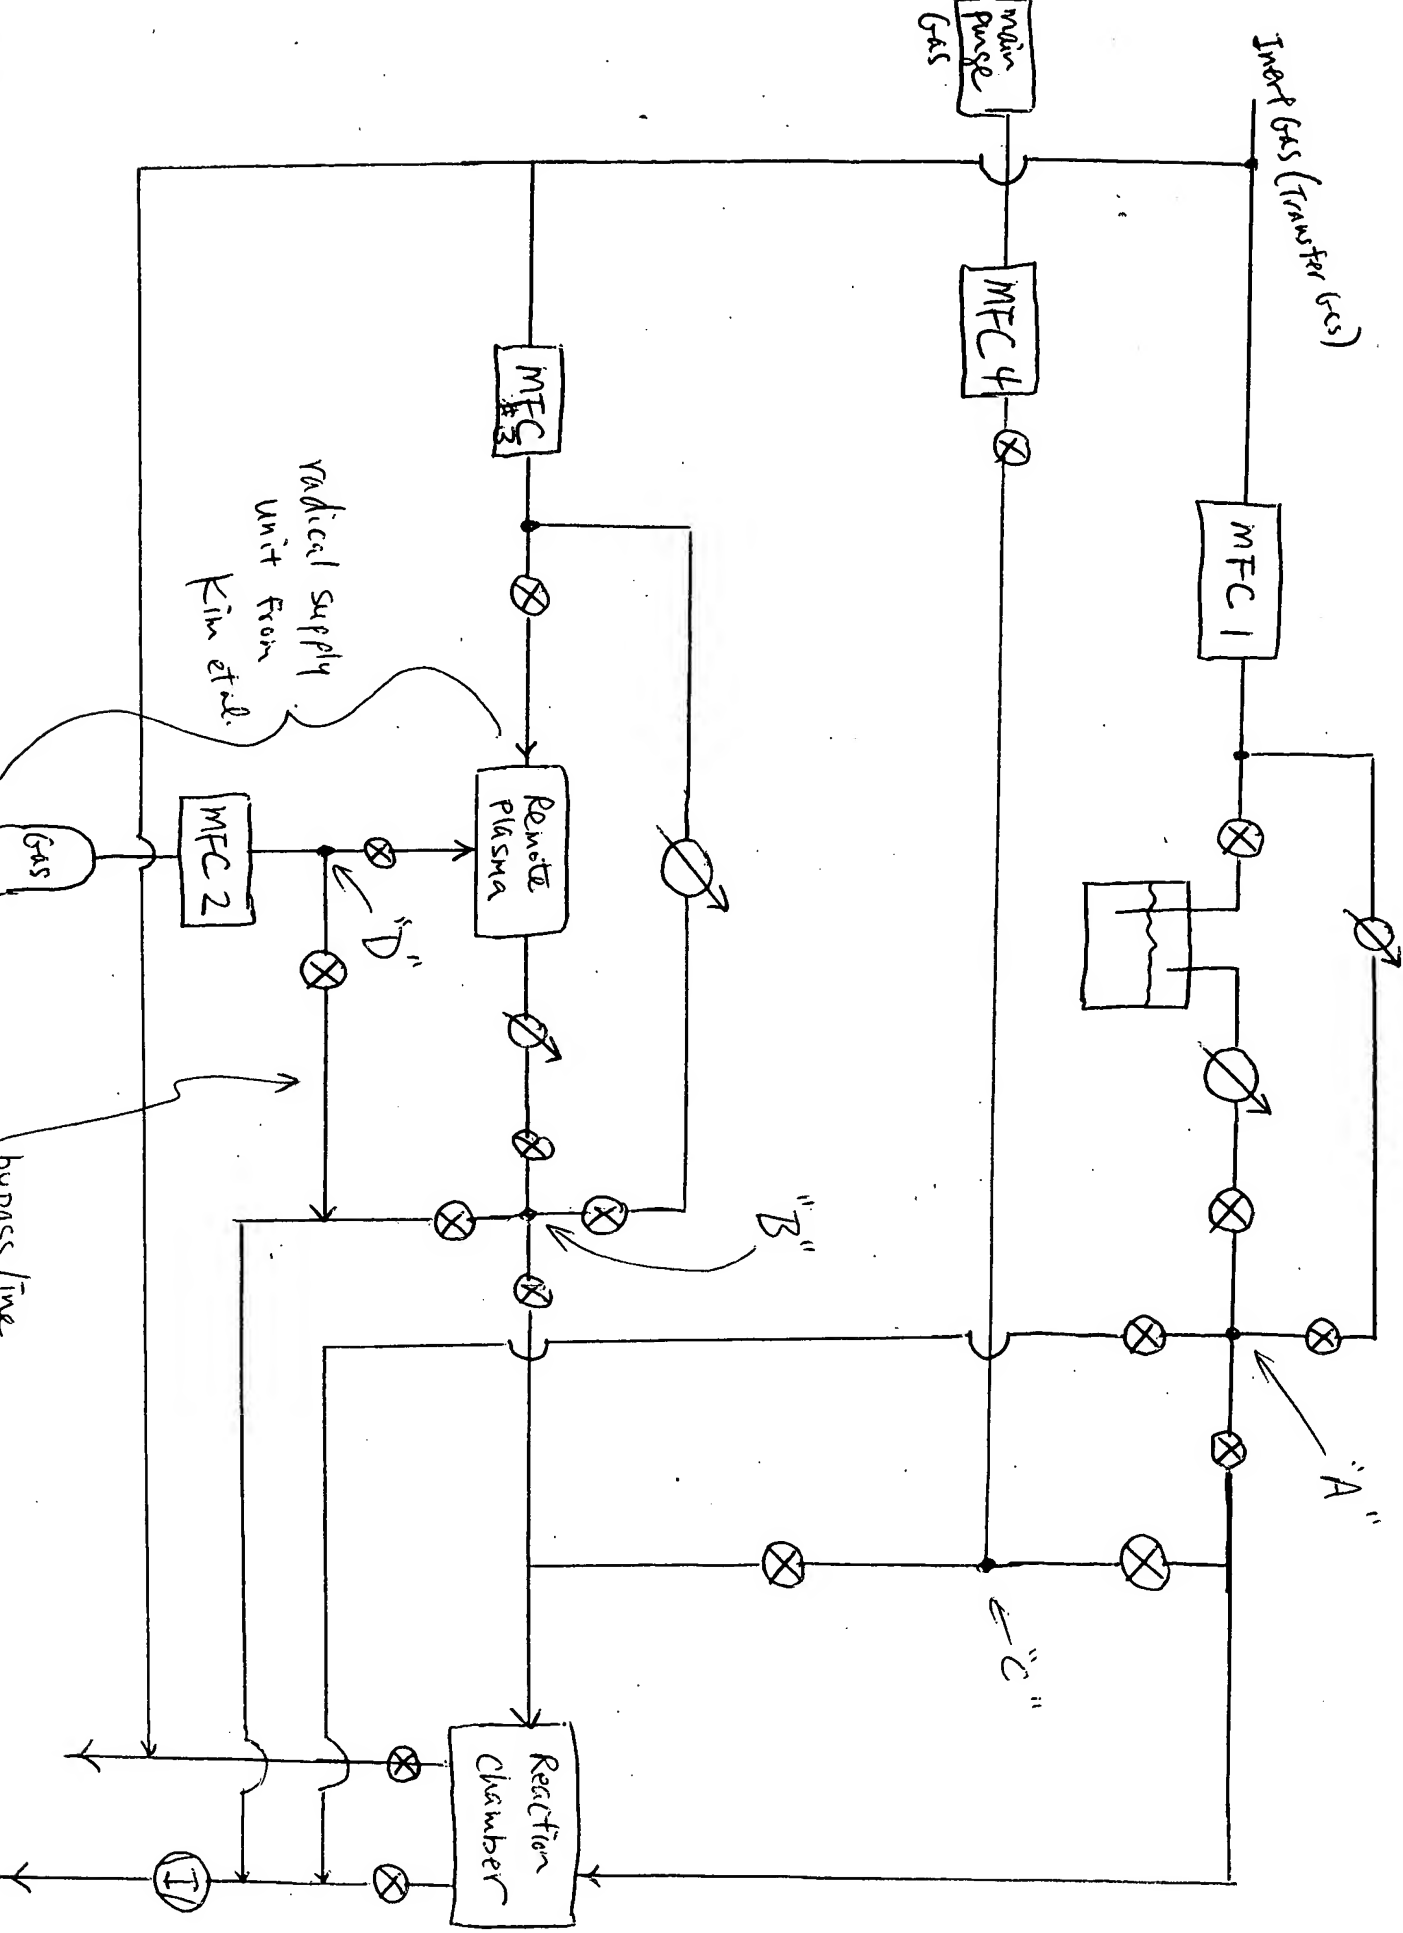 Inert Gas (Transfer Gas)
main
purge
Gas
MFC 1
MFC 4
MFC
#3
radical supply
unit from
Kim et al.
Remote
plasma
Gas
MFC 2
"D"
"B"
"A"
"C"
bypass line
Reaction
Chamber
I